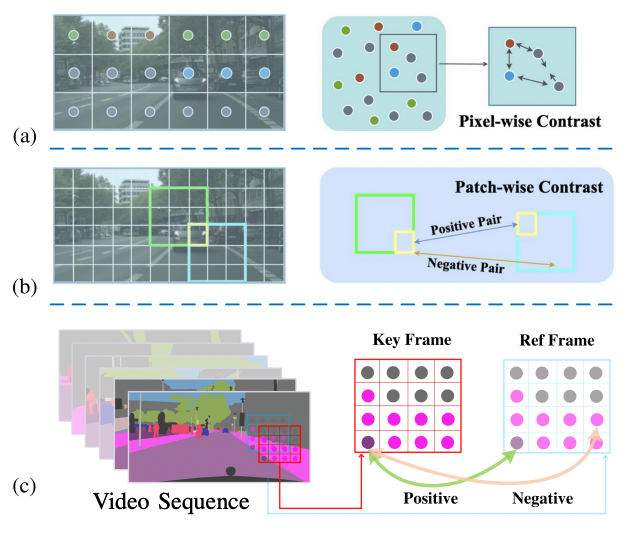 (a)
Pixel-wise Contrast
Patch-wise Contrast
Positive Pair
Negative Pair
(b)
Key Frame
Ref Frame
(c)
Video Sequence
Positive
Negative